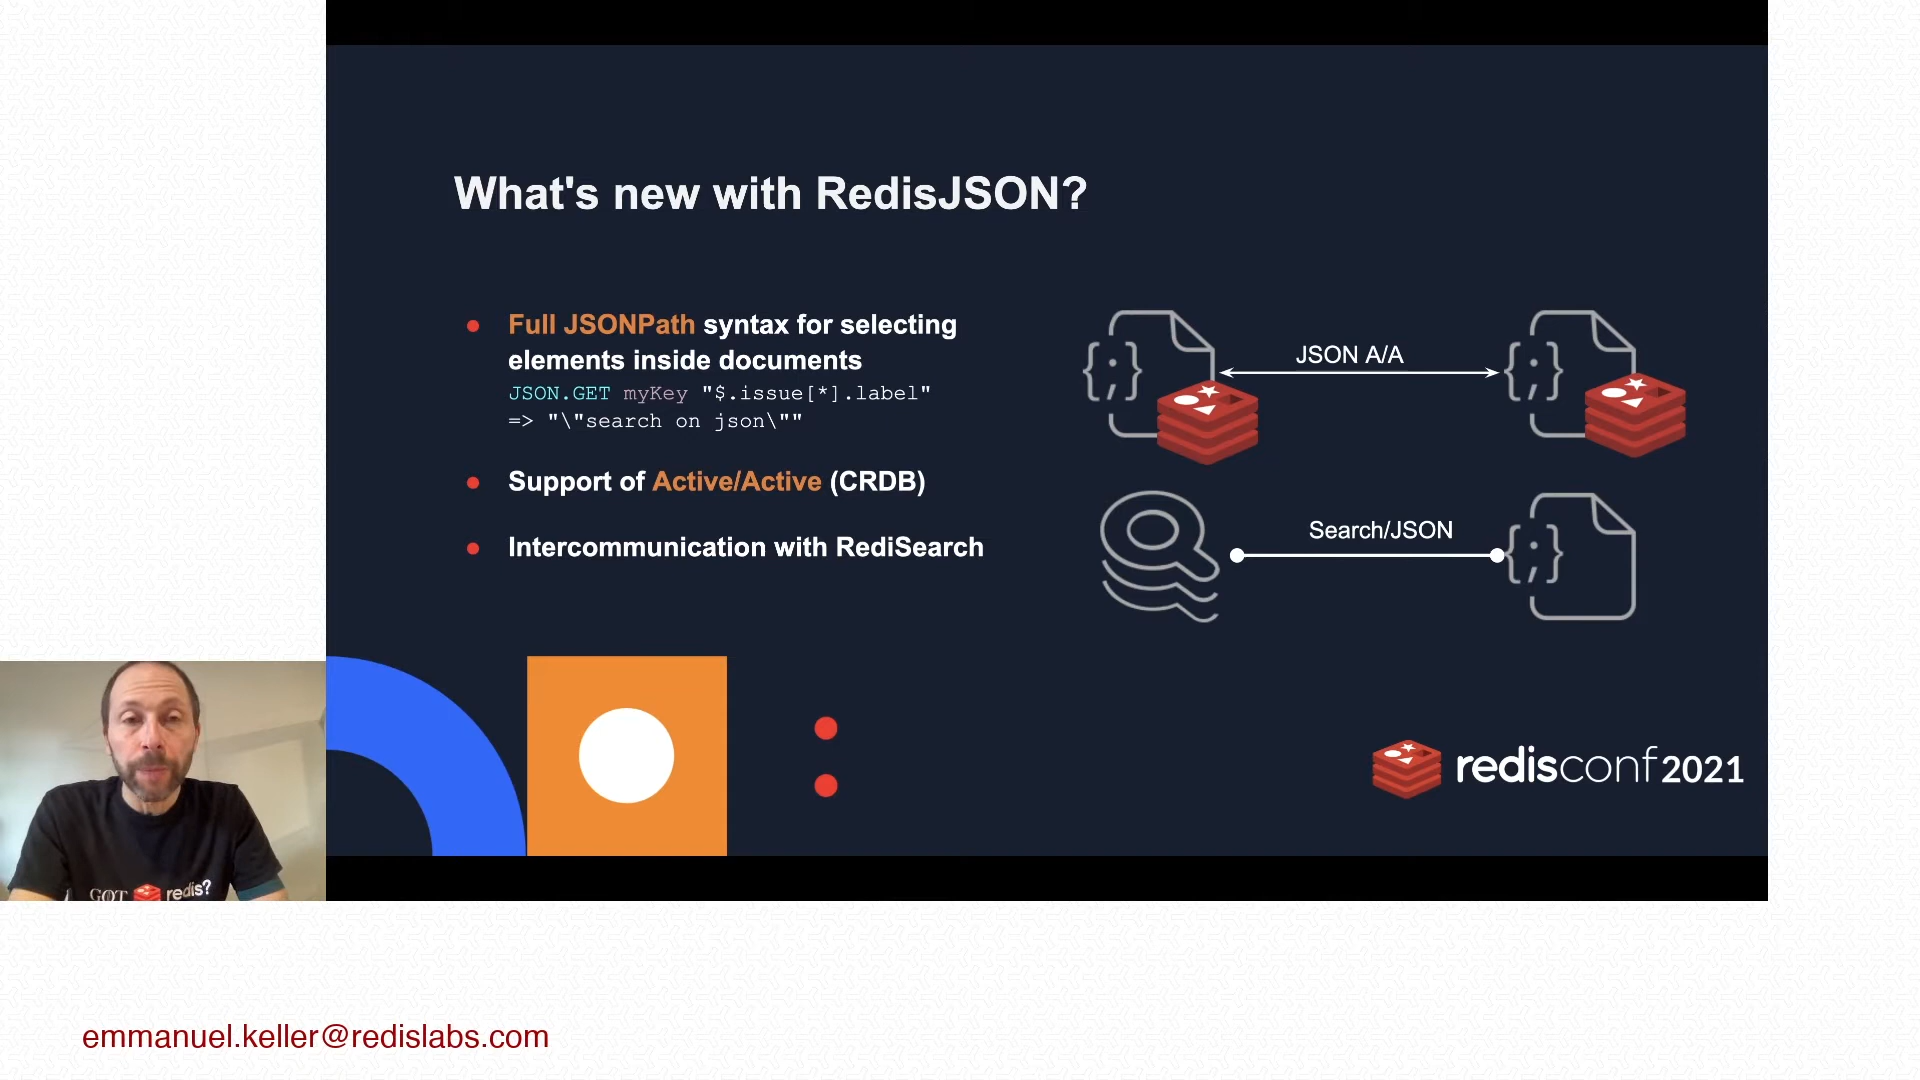 What's new with RedisJSON?
Full JSONPath syntax for selecting
elements inside documents
JSON.GET myKey "$.issue[*].label"
=> "\"search on json\""
Support of Active/Active (CRDB)
Intercommunication with RediSearch
{;}
JSON A/A
{;}
Search/JSON
{;}
redisconf2021
GOT redis?
emmanuel.keller@redislabs.com